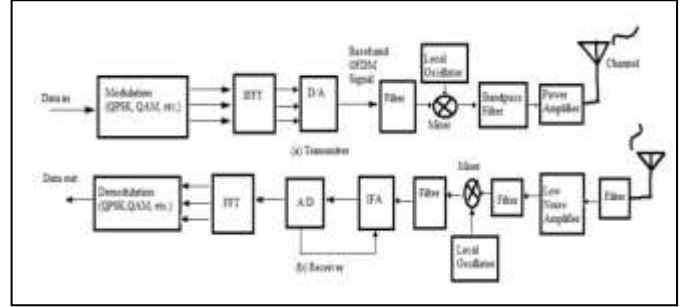 Baseband
OFDM
Signal
Local
Oscillator
Channel
Data in
Modulation
(QPSK, QAM, etc.)
IFFT
D/A
Filter
Mixer
Bandpass
Filter
Power
Amplifier
(a) Transmitter
Data out
Demodulation
(QPSK,QAM, etc.)
FFT
A/D
IFA
Filter
Mixer
Filter
Low
Noise
Amplifier
Filter
Local
Oscillator
(b) Receiver